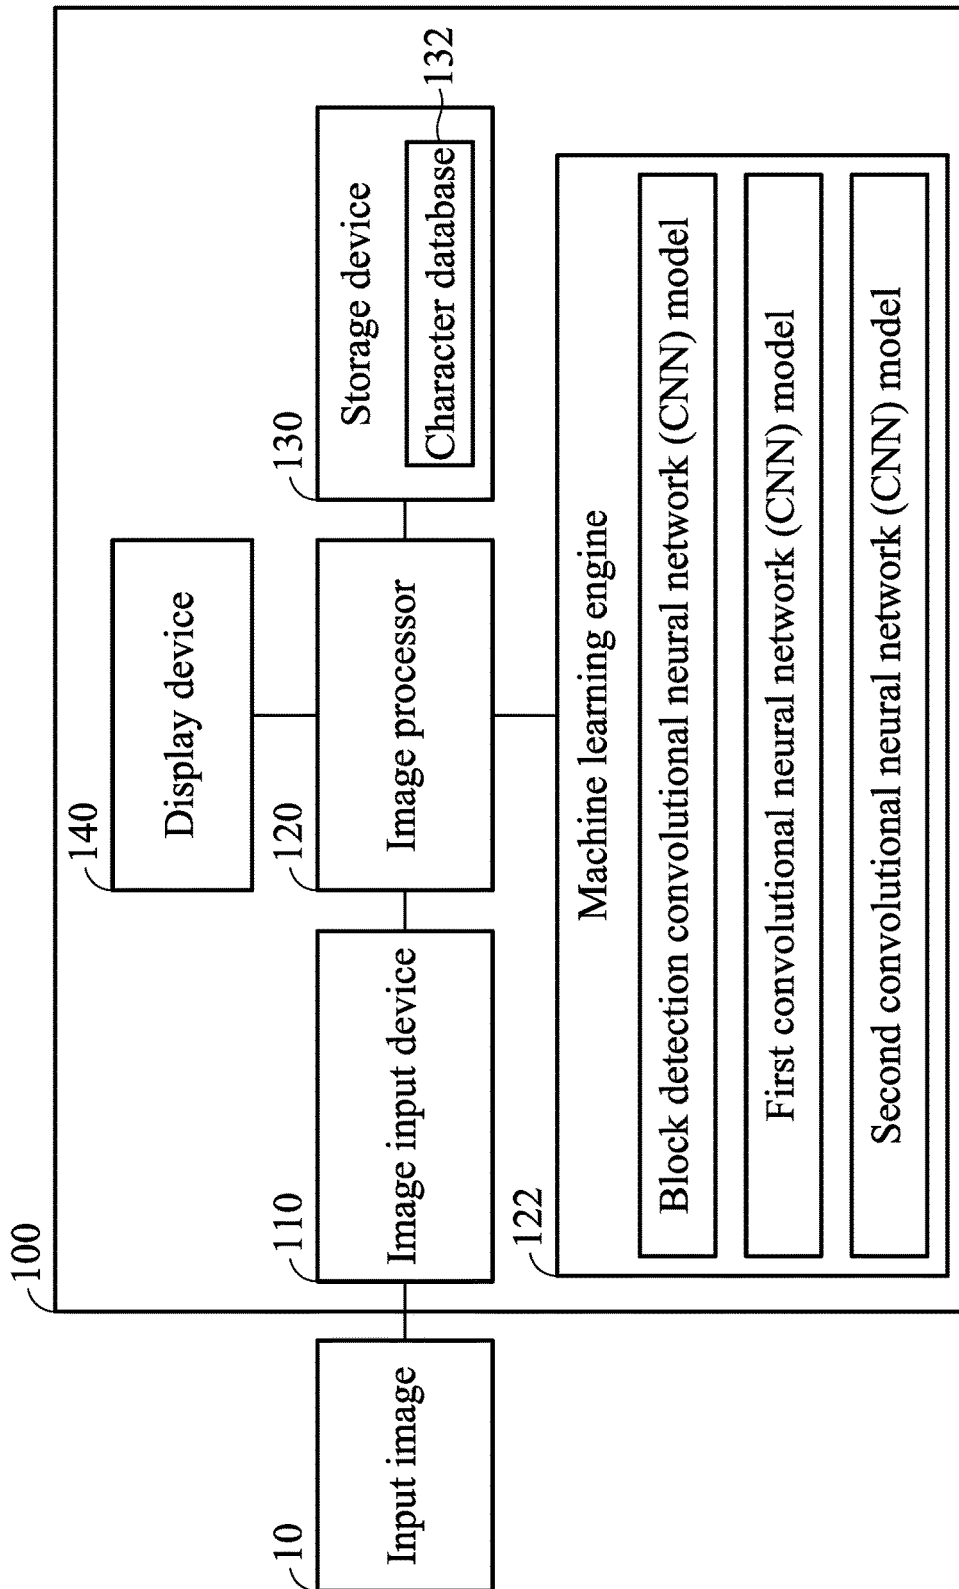 100
140
Display device
10
Input image
110
Image input device
120
Image processor
130
Storage device
Character database
132
122
Machine learning engine
Block detection convolutional neural network (CNN) model
First convolutional neural network (CNN) model
Second convolutional neural network (CNN) model